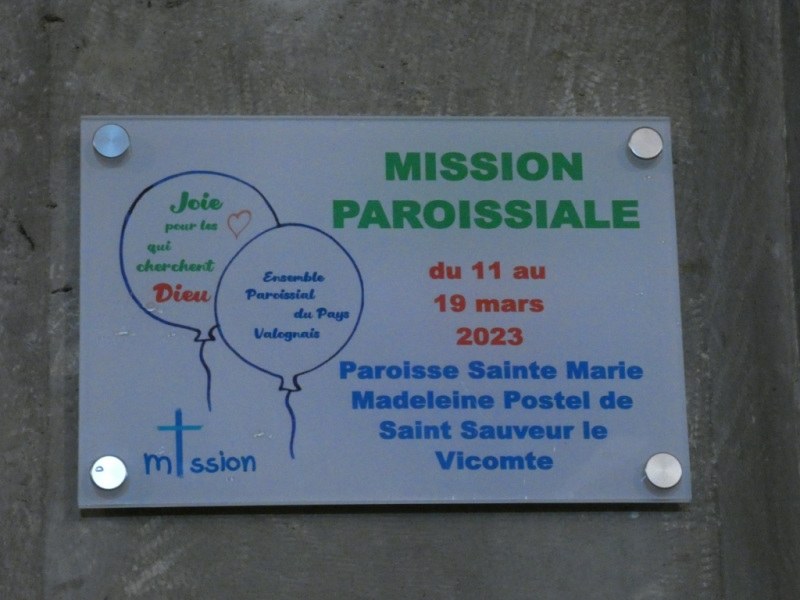 MISSION
PAROISSIALE
du 11 au
19 mars
2023
Paroisse Sainte Marie
Madeleine Postel de
Saint Sauveur le
Vicomte
Joie
pour les
qui
cherchent
Dieu
Ensemble
Paroissial
du Pays
Valognais
mission